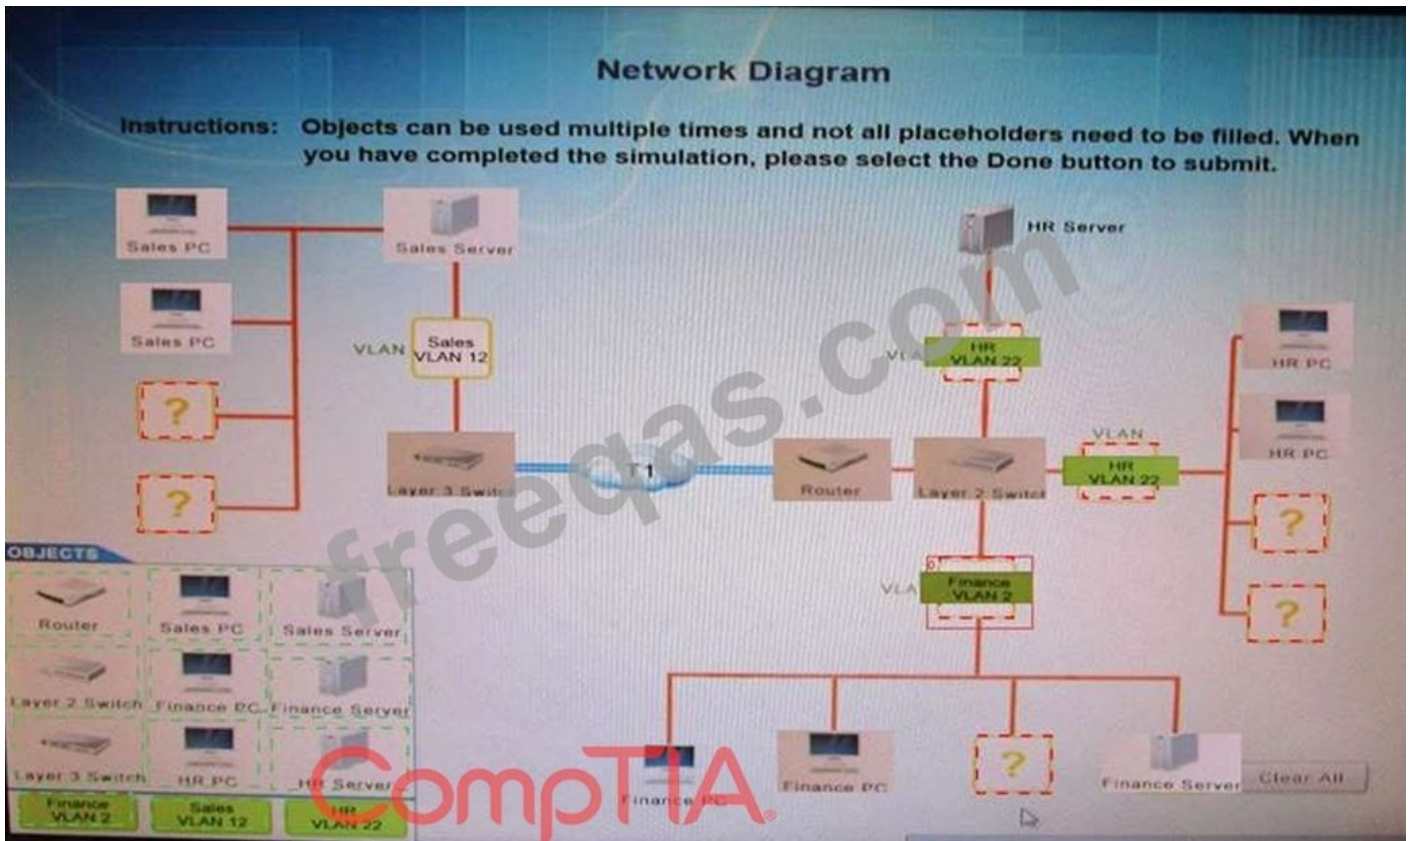 Network Diagram
Instructions: Objects can be used multiple times and not all placeholders need to be filled. When
you have completed the simulation, please select the Done button to submit.
Sales PC
Sales Server
HR Server
Sales PC
VLAN
Sales
VLAN 12
VLA
HR
VLAN 22
HR PC
?
VLAN
HR PC
Layer 3 Switc
T1
Router
Layer 2 Switch
HR
VLAN 22
?
?
VLA
Finance
VLAN 2
?
OBJECTS
Router
Sales PC
Sales Server
Layer 2 Switch
Finance PC
Finance Server
Layer 3 Switch
HR PC
HR Server
Finance
VLAN 2
Sales
VLAN 12
HR
VLAN 22
Finance PC
Finance PC
?
Finance Server
Clear All
freeqas.com
CompTIA.